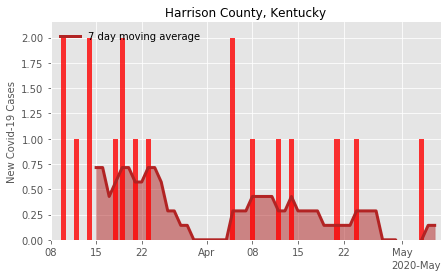 Harrison County, Kentucky
7 day moving average
New Covid-19 Cases
2.00
1.75
1.50
1.25
1.00
0.75
0.50
0.25
0.00
08 15 22 Apr 08 15 22 May
2020-May